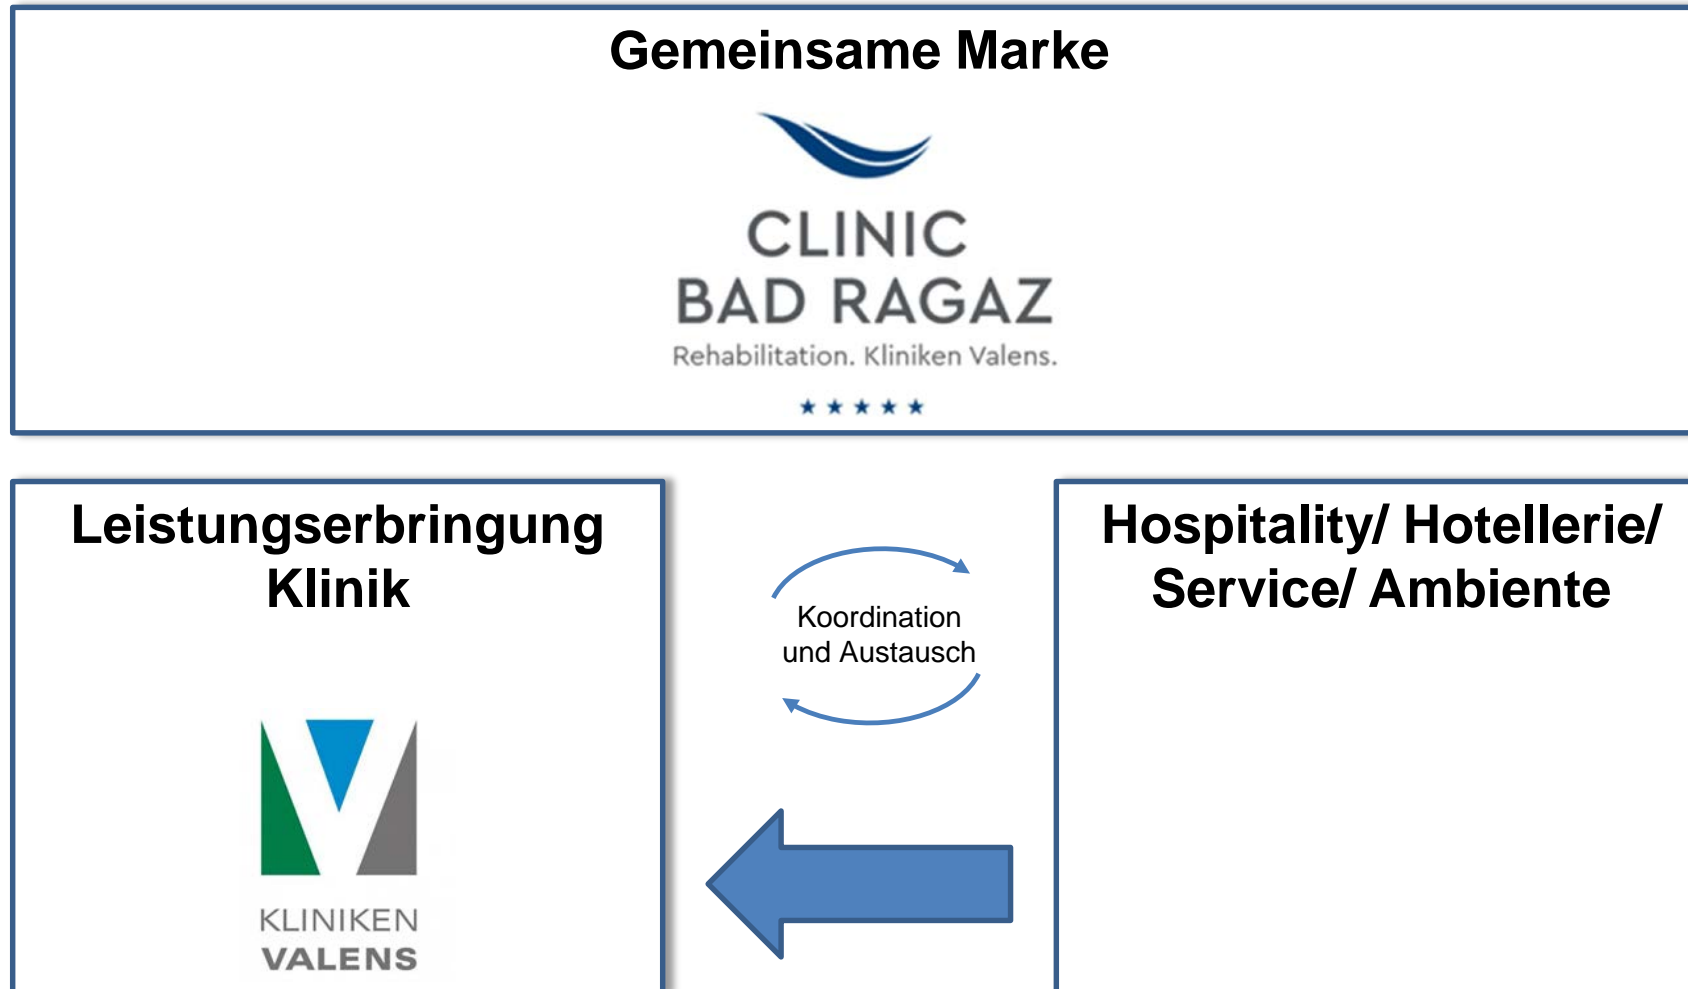 Gemeinsame Marke
CLINIC
BAD RAGAZ
Rehabilitation. Kliniken Valens.
Leistungserbringung
Klinik
KLINIKEN
VALENS
Koordination
und Austausch
Hospitality/ Hotellerie/
Service/ Ambiente